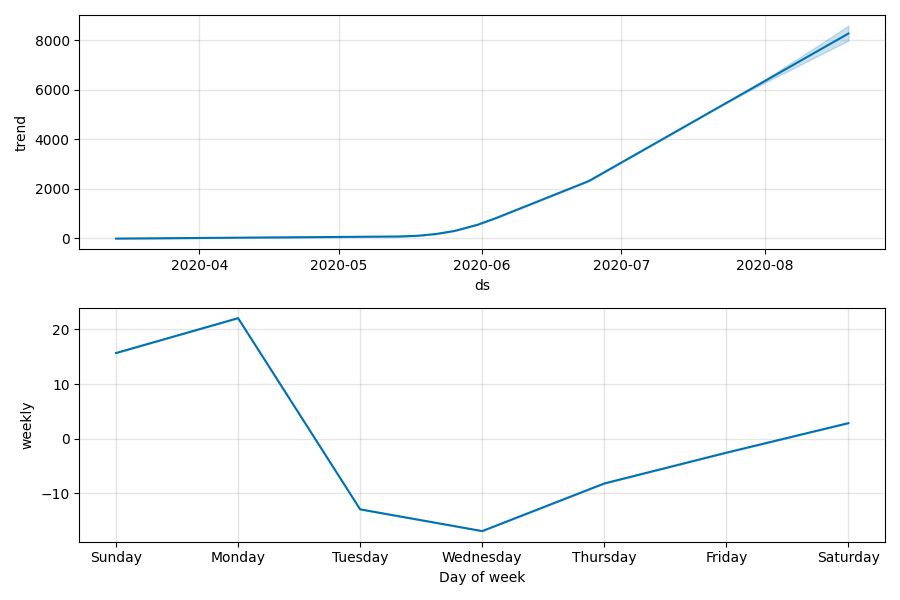 8000
6000
4000
2000
0
trend
2020-04 2020-05 2020-06 2020-07 2020-08
ds
20
10
0
−10
weekly
Sunday Monday Tuesday Wednesday Thursday Friday Saturday
Day of week